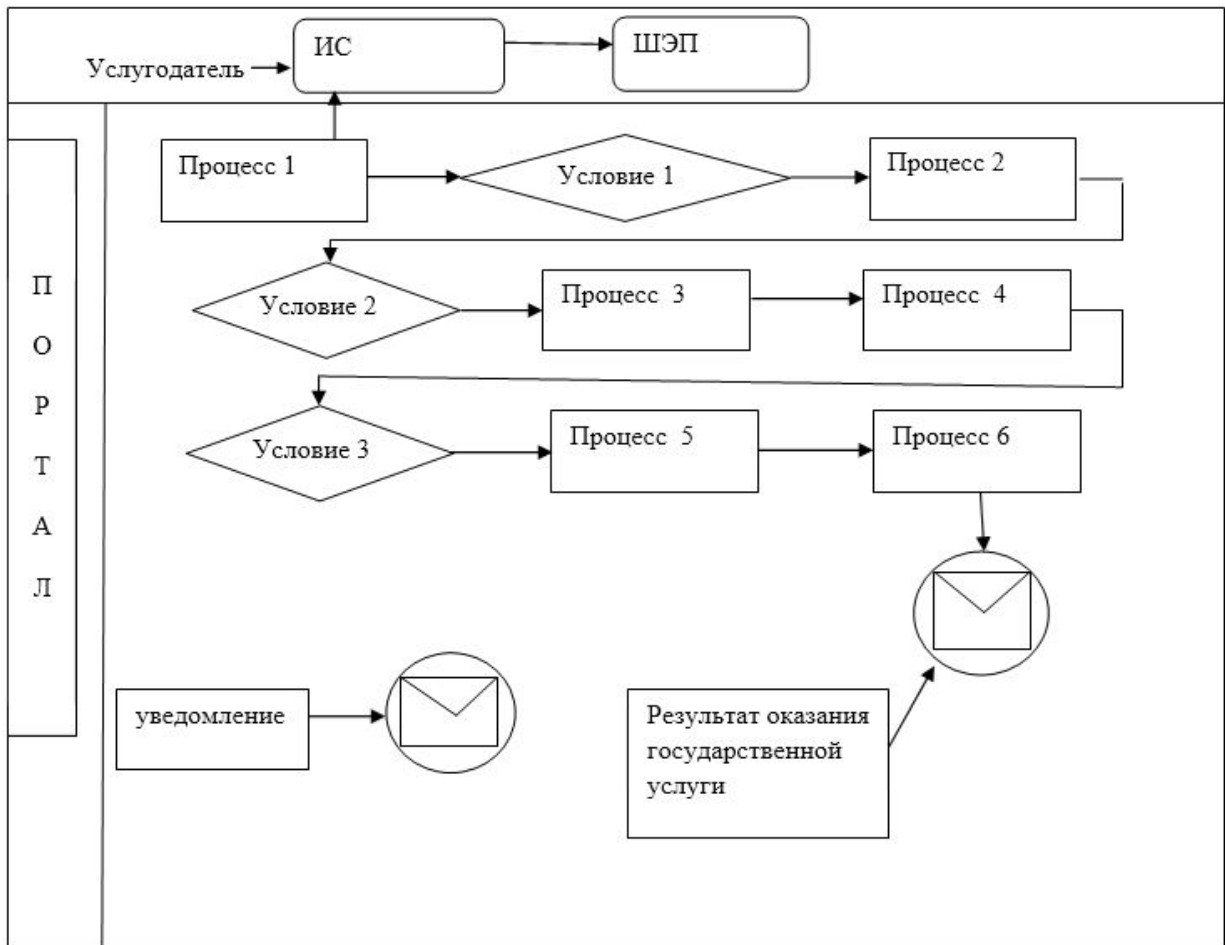 ИС
ШЭП
Услугодатель
Процесс 1
Условие 1
Процесс 2
П
О
Р
Т
А
Л
Условие 2
Процесс 3
Процесс 4
Условие 3
Процесс 5
Процесс 6
уведомление
Результат оказания
государственной
услуги